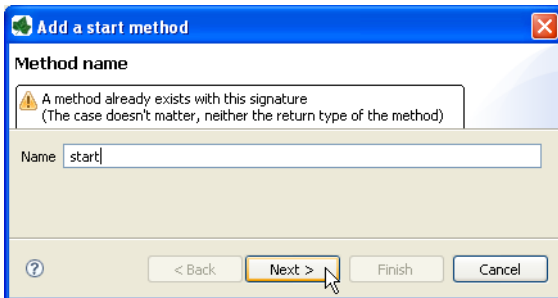 Add a start method
Method name
A method already exists with this signature
(The case doesn't matter, neither the return type of the method)
Name start
? < Back Next > Finish Cancel